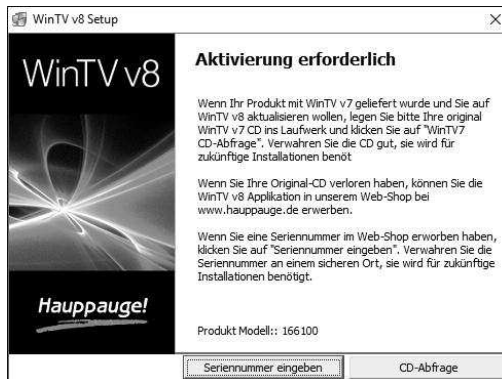 WinTV v8 Setup
WinTV v8
Hauppauge!
Aktivierung erforderlich
Wenn Ihr Produkt mit WinTV v7 geliefert wurde und Sie auf
WinTV v8 aktualisieren wollen, legen Sie bitte Ihre original
WinTV v7 CD ins Laufwerk und klicken Sie auf "WinTV7
CD-Abfrage". Verwahren Sie die CD gut, sie wird für
zukünftige Installationen benöt
Wenn Sie Ihre Original-CD verloren haben, können Sie die
WinTV v8 Applikation in unserem Web-Shop bei
www.hauppauge.de erwerben.
Wenn Sie eine Seriennummer im Web-Shop erworben haben,
klicken Sie auf "Seriennummer eingeben". Verwahren Sie die
Seriennummer an einem sicheren Ort, sie wird für zukünftige
Installationen benötigt.
Produkt Modell:: 166100
Seriennummer eingeben
CD-Abfrage